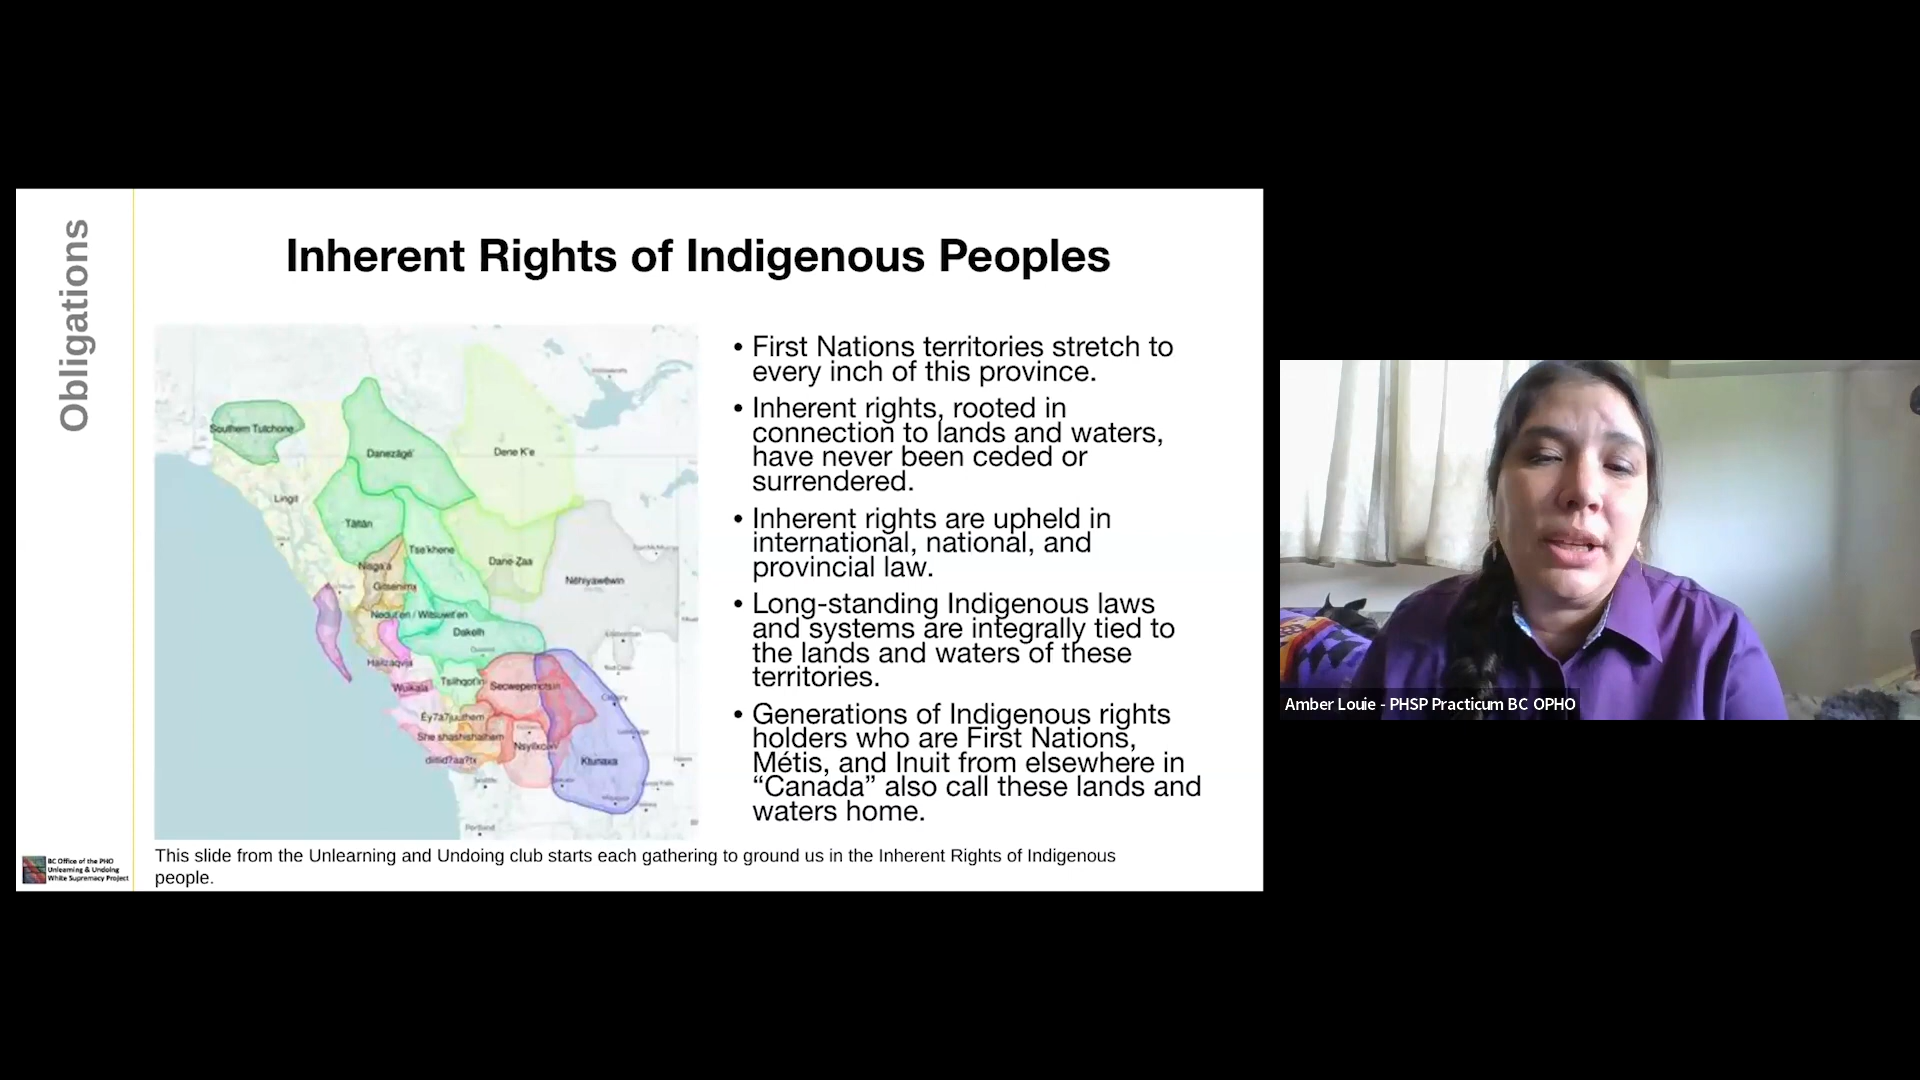 Obligations
Inherent Rights of Indigenous Peoples
Southern Tutchone
Danezāgé'
Dene K'e
Lingít
Tāltān
Tse'khene
Dane-Zaa
Nisga'a
Gitsenimx
Nēhiyawēwin
Nedut'en / Witsuwit'en
Dakelh
Haíɫzaqvḷa
Tsilhqot'in
Secwepemctsin
Wuikala
Éy7á7juuthem
She shashishalhem
Nsyilxcən
diitiidʔaaʔtx
Ktunaxa
Portland
• First Nations territories stretch to
every inch of this province.
• Inherent rights, rooted in
connection to lands and waters,
have never been ceded or
surrendered.
• Inherent rights are upheld in
international, national, and
provincial law.
• Long-standing Indigenous laws
and systems are integrally tied to
the lands and waters of these
territories.
• Generations of Indigenous rights
holders who are First Nations,
Métis, and Inuit from elsewhere in
“Canada” also call these lands and
waters home.
This slide from the Unlearning and Undoing club starts each gathering to ground us in the Inherent Rights of Indigenous
people.
BC Office of the PHO
Unlearning & Undoing
White Supremacy Project
Amber Louie - PHSP Practicum BC OPHO